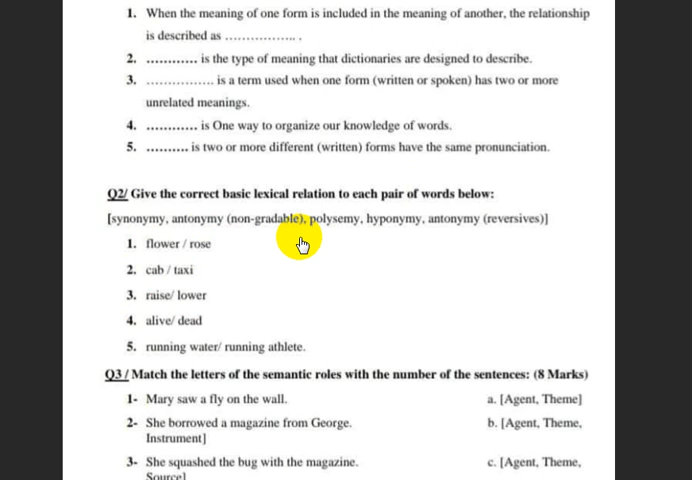 1. When the meaning of one form is included in the meaning of another, the relationship
is described as .................. .
2. ............ is the type of meaning that dictionaries are designed to describe.
3. ................ is a term used when one form (written or spoken) has two or more
unrelated meanings.
4. ............ is One way to organize our knowledge of words.
5. .......... is two or more different (written) forms have the same pronunciation.
Q2/ Give the correct basic lexical relation to each pair of words below:
[synonymy, antonymy (non-gradable), polysemy, hyponymy, antonymy (reversives)]
1. flower / rose
2. cab / taxi
3. raise/ lower
4. alive/ dead
5. running water/ running athlete.
Q3 / Match the letters of the semantic roles with the number of the sentences: (8 Marks)
1- Mary saw a fly on the wall. a. [Agent, Theme]
2- She borrowed a magazine from George. b. [Agent, Theme,
Instrument]
3- She squashed the bug with the magazine. c. [Agent, Theme,
Source]